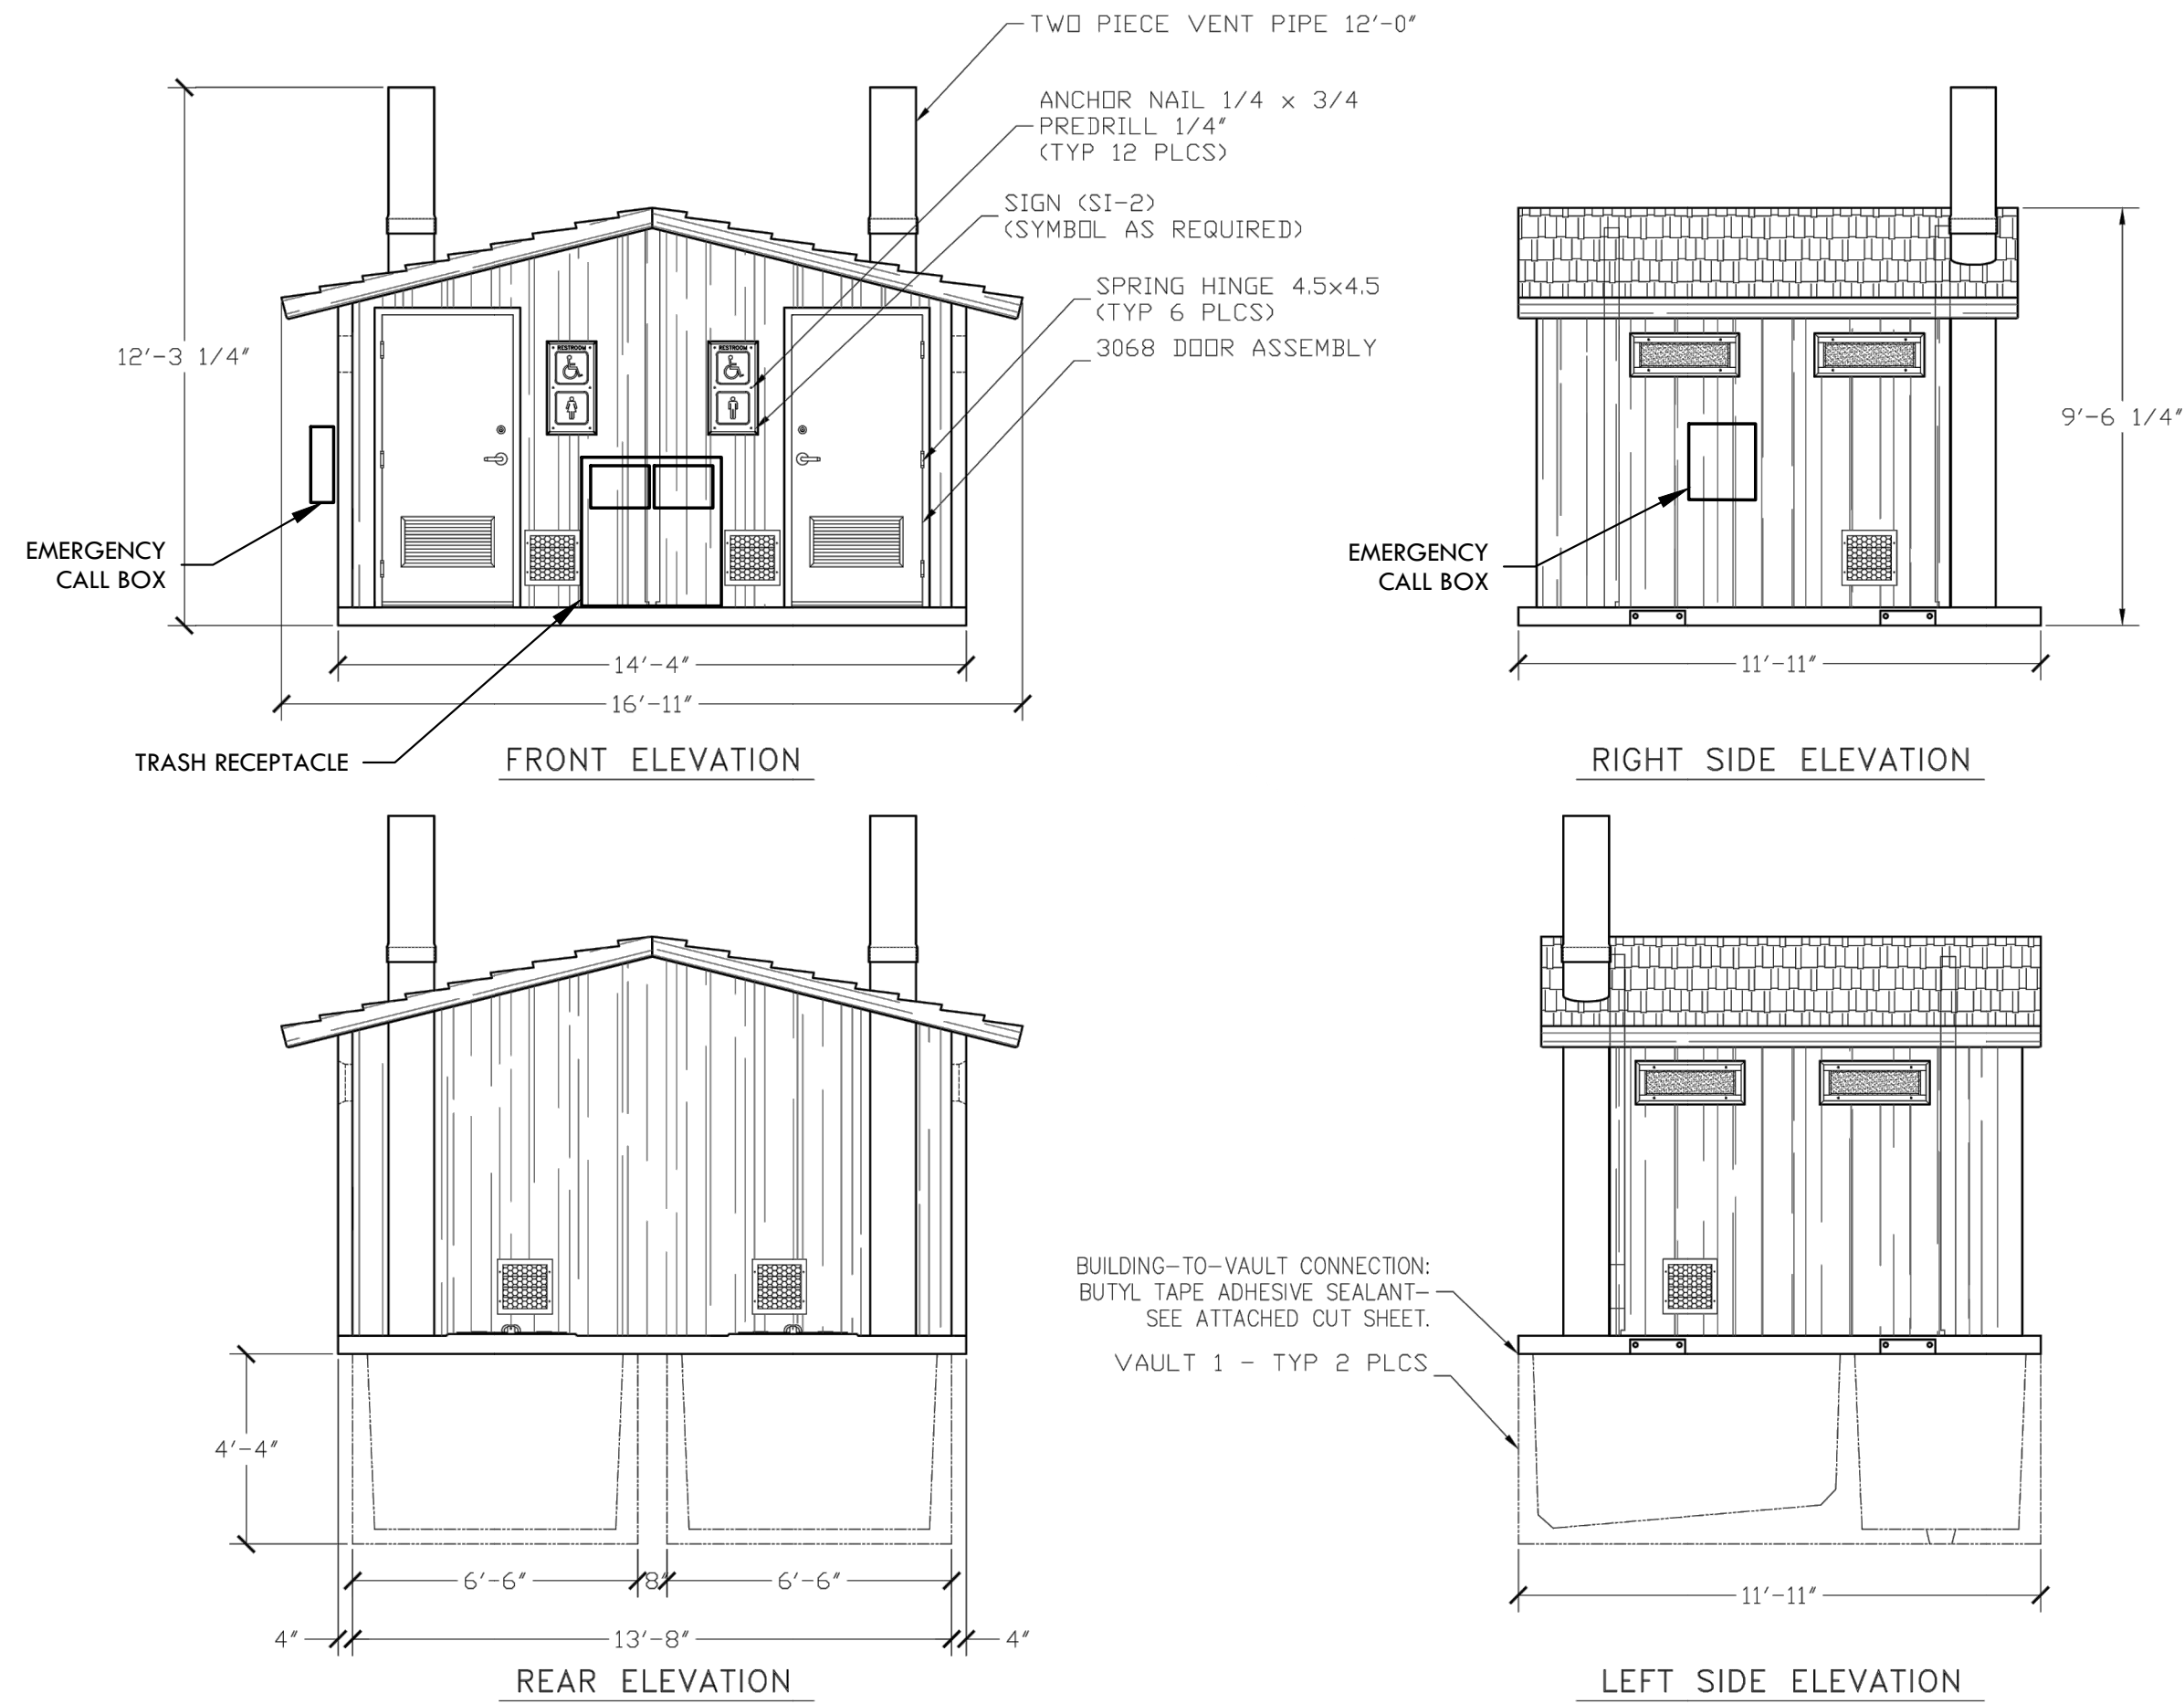 TWO PIECE VENT PIPE 12'-0"
ANCHOR NAIL 1/4 x 3/4
PREDRILL 1/4"
(TYP 12 PLCS)
SIGN (SI-2)
(SYMBOL AS REQUIRED)
SPRING HINGE 4.5x4.5
(TYP 6 PLCS)
3068 DOOR ASSEMBLY
12'-3 1/4"
RESTROOM
RESTROOM
EMERGENCY
CALL BOX
14'-4"
16'-11"
TRASH RECEPTACLE
FRONT ELEVATION
9'-6 1/4"
EMERGENCY
CALL BOX
11'-11"
RIGHT SIDE ELEVATION
4'-4"
6'-6"
8"
6'-6"
4"
13'-8"
4"
REAR ELEVATION
BUILDING-TO-VAULT CONNECTION:
BUTYL TAPE ADHESIVE SEALANT-
SEE ATTACHED CUT SHEET.
VAULT 1 - TYP 2 PLCS
11'-11"
LEFT SIDE ELEVATION